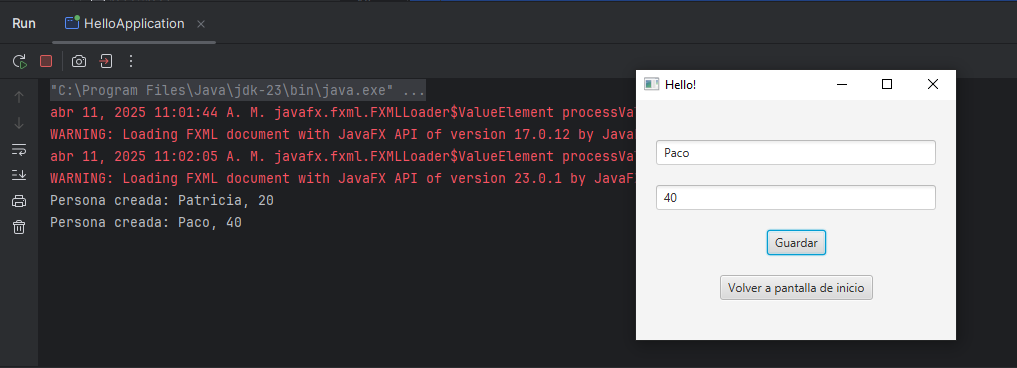 Run
HelloApplication
"C:\Program Files\Java\jdk-23\bin\java.exe" ...
abr 11, 2025 11:01:44 A. M. javafx.fxml.FXMLLoader$ValueElement processVal
WARNING: Loading FXML document with JavaFX API of version 17.0.12 by Java
abr 11, 2025 11:02:05 A. M. javafx.fxml.FXMLLoader$ValueElement processVal
WARNING: Loading FXML document with JavaFX API of version 23.0.1 by JavaF
Persona creada: Patricia, 20
Persona creada: Paco, 40
Hello!
Paco
40
Guardar
Volver a pantalla de inicio